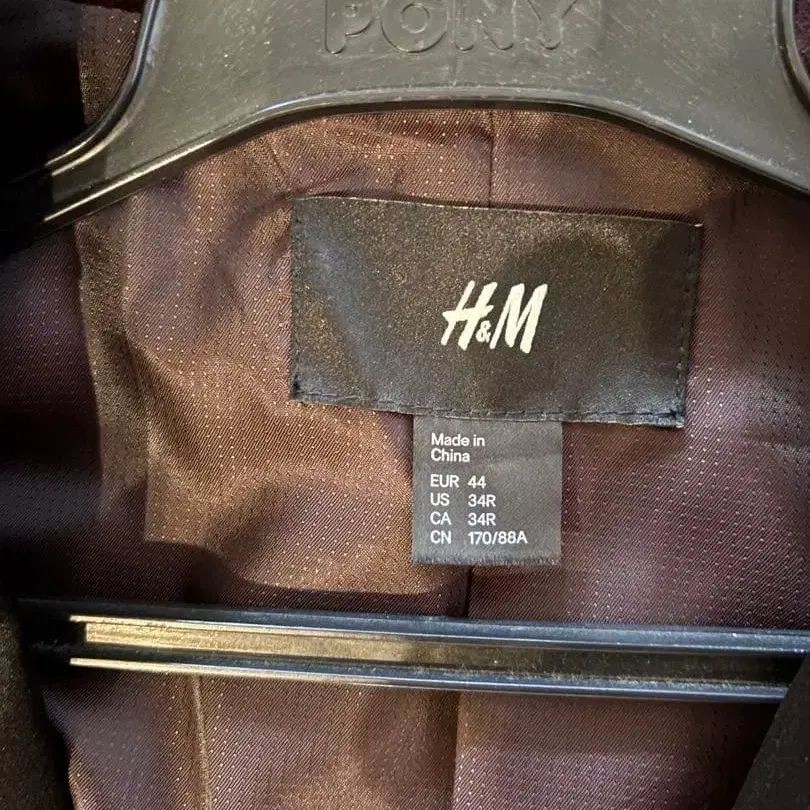 PONY
H&M
Made in
China
EUR 44
US 34R
CA 34R
CN 170/88A